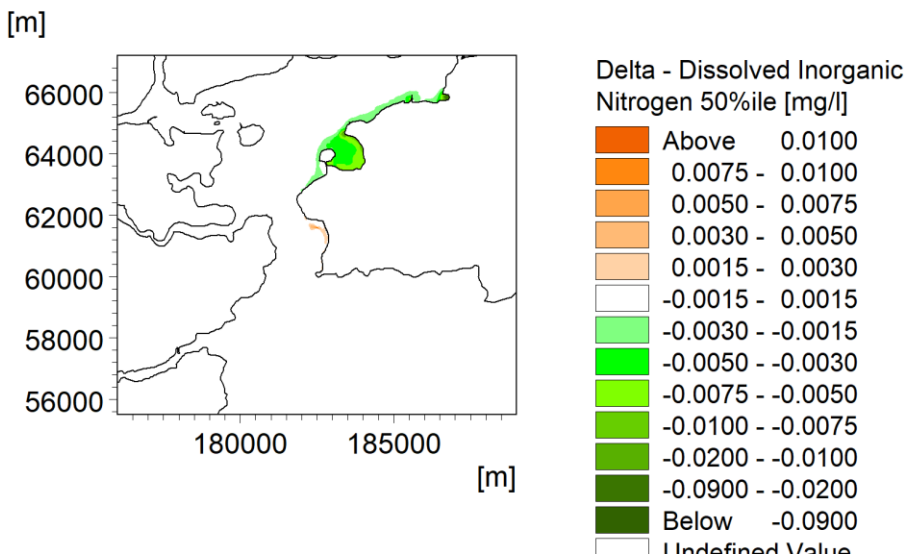 [m]
66000
64000
62000
60000
58000
56000
180000 185000
[m]
Delta - Dissolved Inorganic
Nitrogen 50%ile [mg/l]
Above 0.0100
0.0075 - 0.0100
0.0050 - 0.0075
0.0030 - 0.0050
0.0015 - 0.0030
-0.0015 - 0.0015
-0.0030 - -0.0015
-0.0050 - -0.0030
-0.0075 - -0.0050
-0.0100 - -0.0075
-0.0200 - -0.0100
-0.0900 - -0.0200
Below -0.0900
Undefined Value